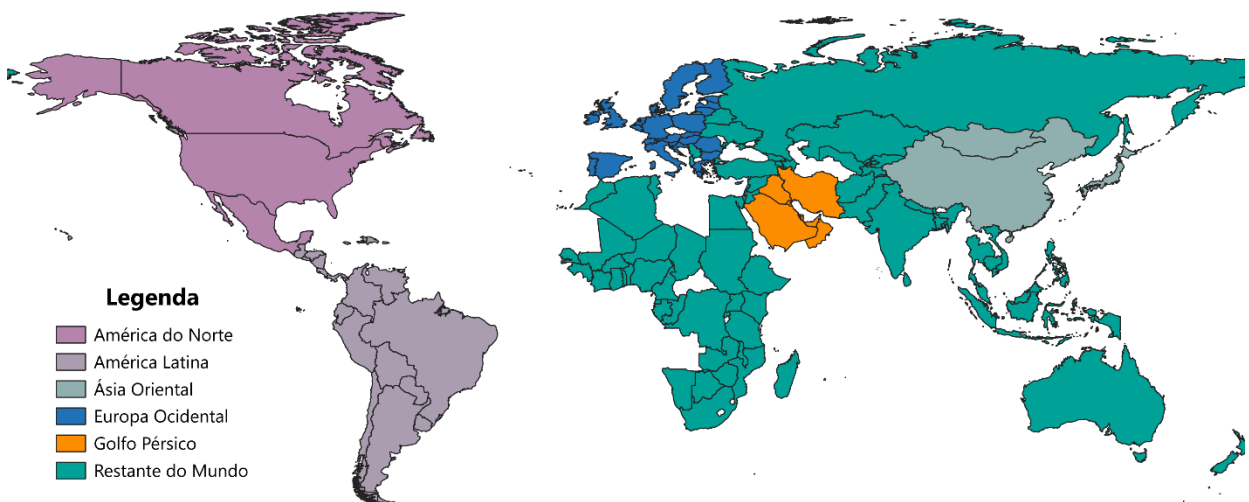 Legenda
América do Norte
América Latina
Ásia Oriental
Europa Ocidental
Golfo Pérsico
Restante do Mundo